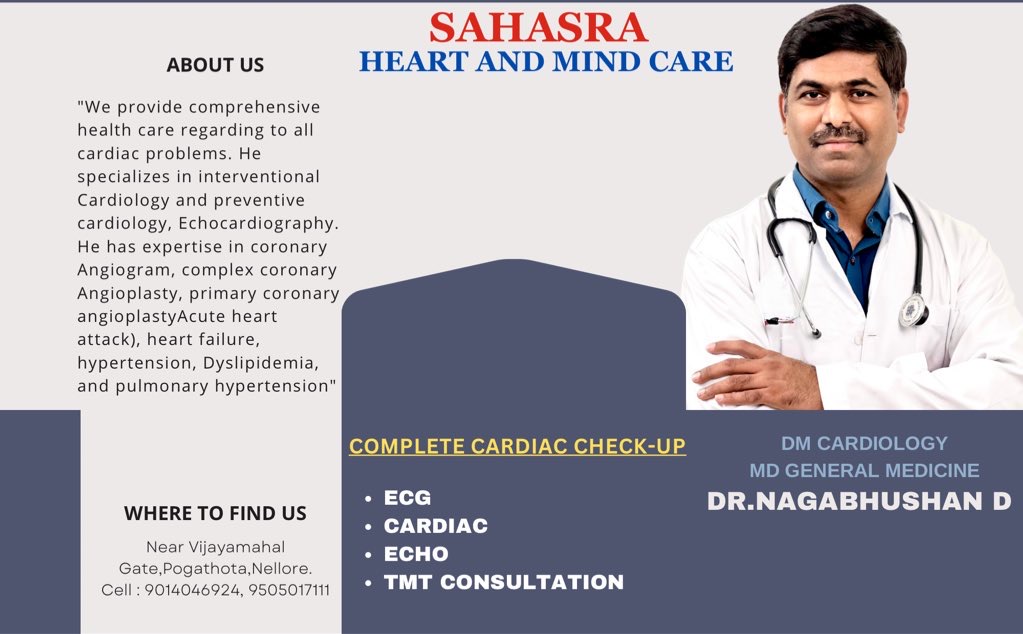 SAHASRA
HEART AND MIND CARE
ABOUT US
"We provide comprehensive
health care regarding to all
cardiac problems. He
specializes in interventional
Cardiology and preventive
cardiology, Echocardiography.
He has expertise in coronary
Angiogram, complex coronary
Angioplasty, primary coronary
angioplastyAcute heart
attack), heart failure,
hypertension, Dyslipidemia,
and pulmonary hypertension"
WHERE TO FIND US
Near Vijayamahal
Gate,Pogathota,Nellore.
Cell : 9014046924, 9505017111
COMPLETE CARDIAC CHECK-UP
• ECG
• CARDIAC
• ECHO
• TMT CONSULTATION
DM CARDIOLOGY
MD GENERAL MEDICINE
DR.NAGABHUSHAN D